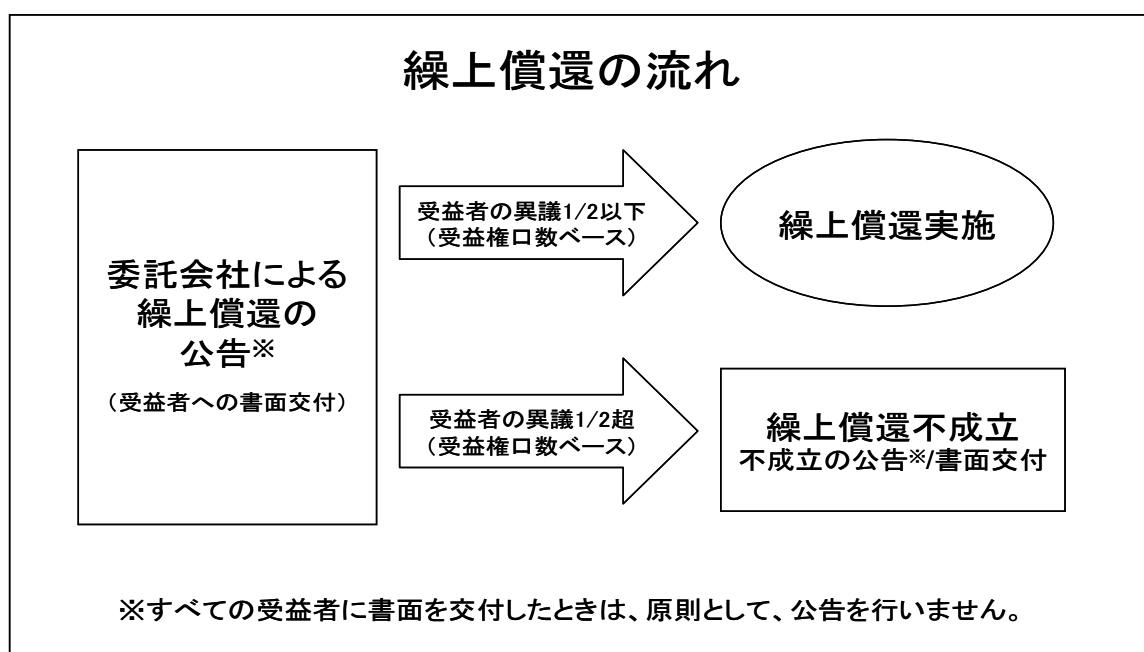 繰上償還の流れ
委託会社による
繰上償還の
公告※
（受益者への書面交付）
受益者の異議1/2以下
（受益権口数ベース）
繰上償還実施
受益者の異議1/2超
（受益権口数ベース）
繰上償還不成立
不成立の公告※/書面交付
※すべての受益者に書面を交付したときは、原則として、公告を行いません。